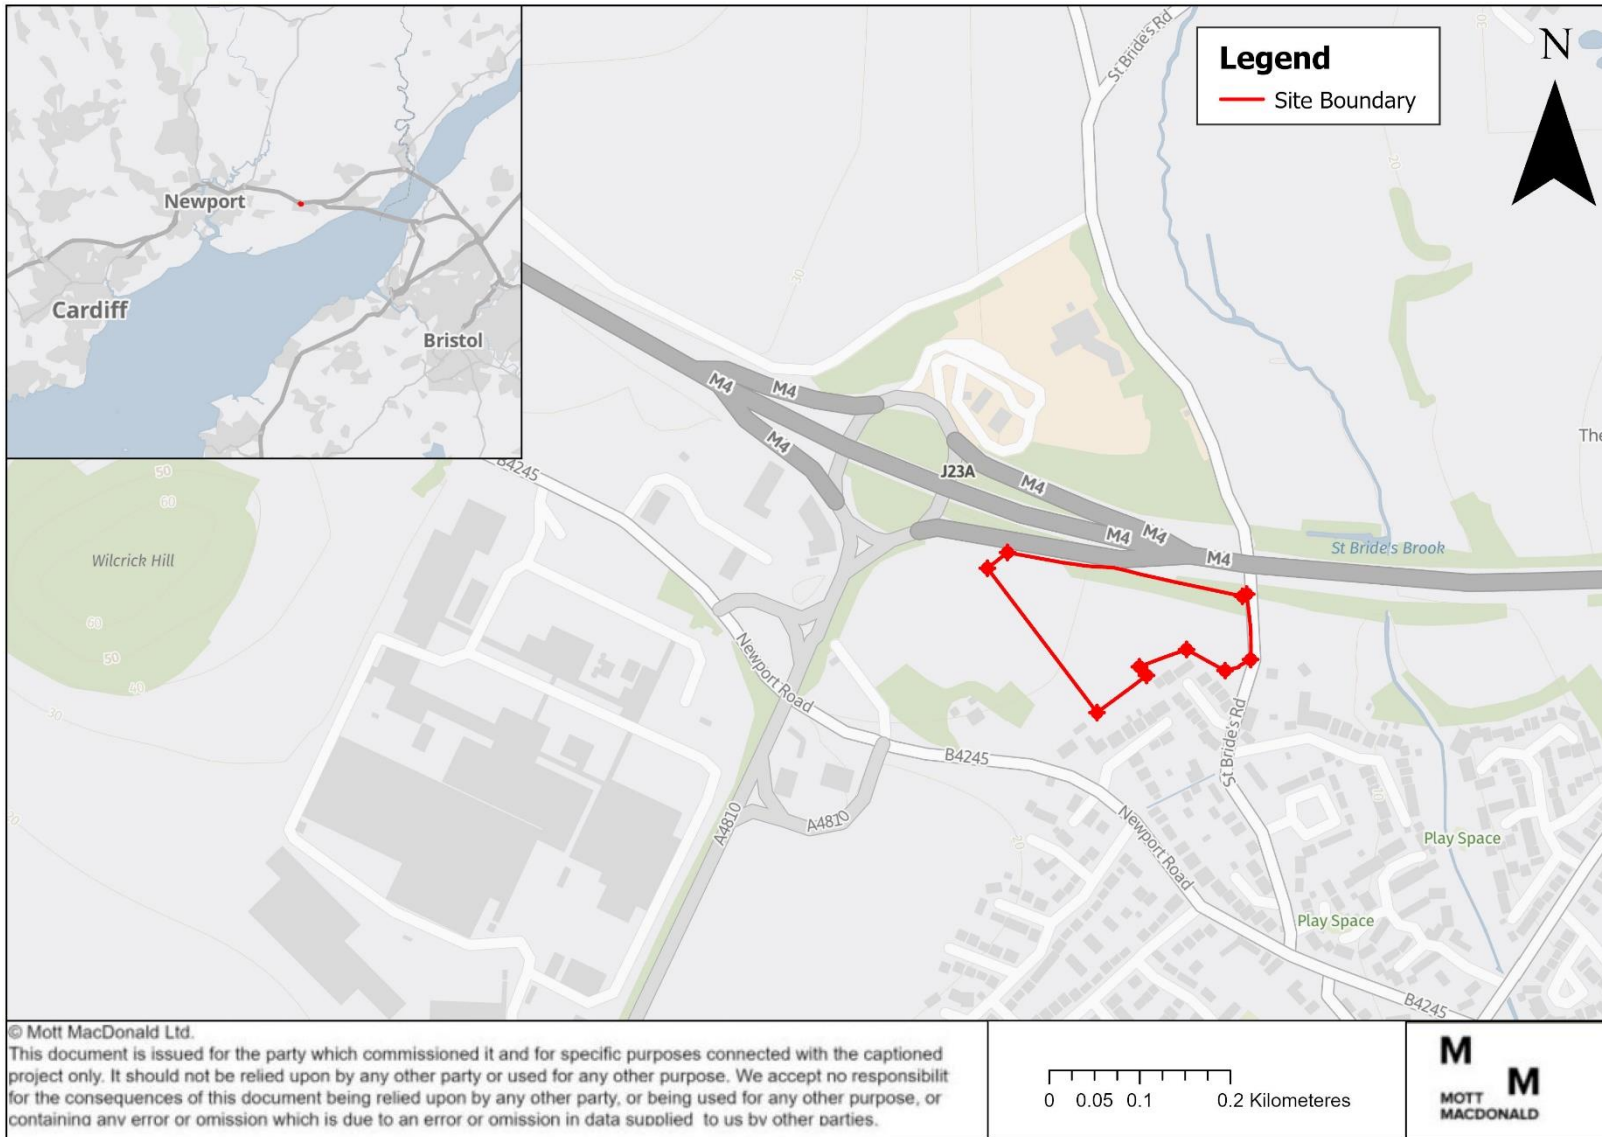 Newport
Cardiff
Bristol
Legend
Site Boundary
N
St Bride's Rd
30
20
30
M4
M4
M4
J23A
M4
M4
M4
M4
The
St Bride's Brook
B4245
50
60
Wilcrick Hill
60
50
40
30
Newport Road
B4245
A4810
A4810
St Bride's Rd
Newport Road
Play Space
Play Space
B4245
© Mott MacDonald Ltd.
This document is issued for the party which commissioned it and for specific purposes connected with the captioned
project only. It should not be relied upon by any other party or used for any other purpose. We accept no responsibilit
for the consequences of this document being relied upon by any other party, or being used for any other purpose, or
containing any error or omission which is due to an error or omission in data supplied to us by other parties.
0 0.05 0.1 0.2 Kilometeres
M
M
MOTT
MACDONALD